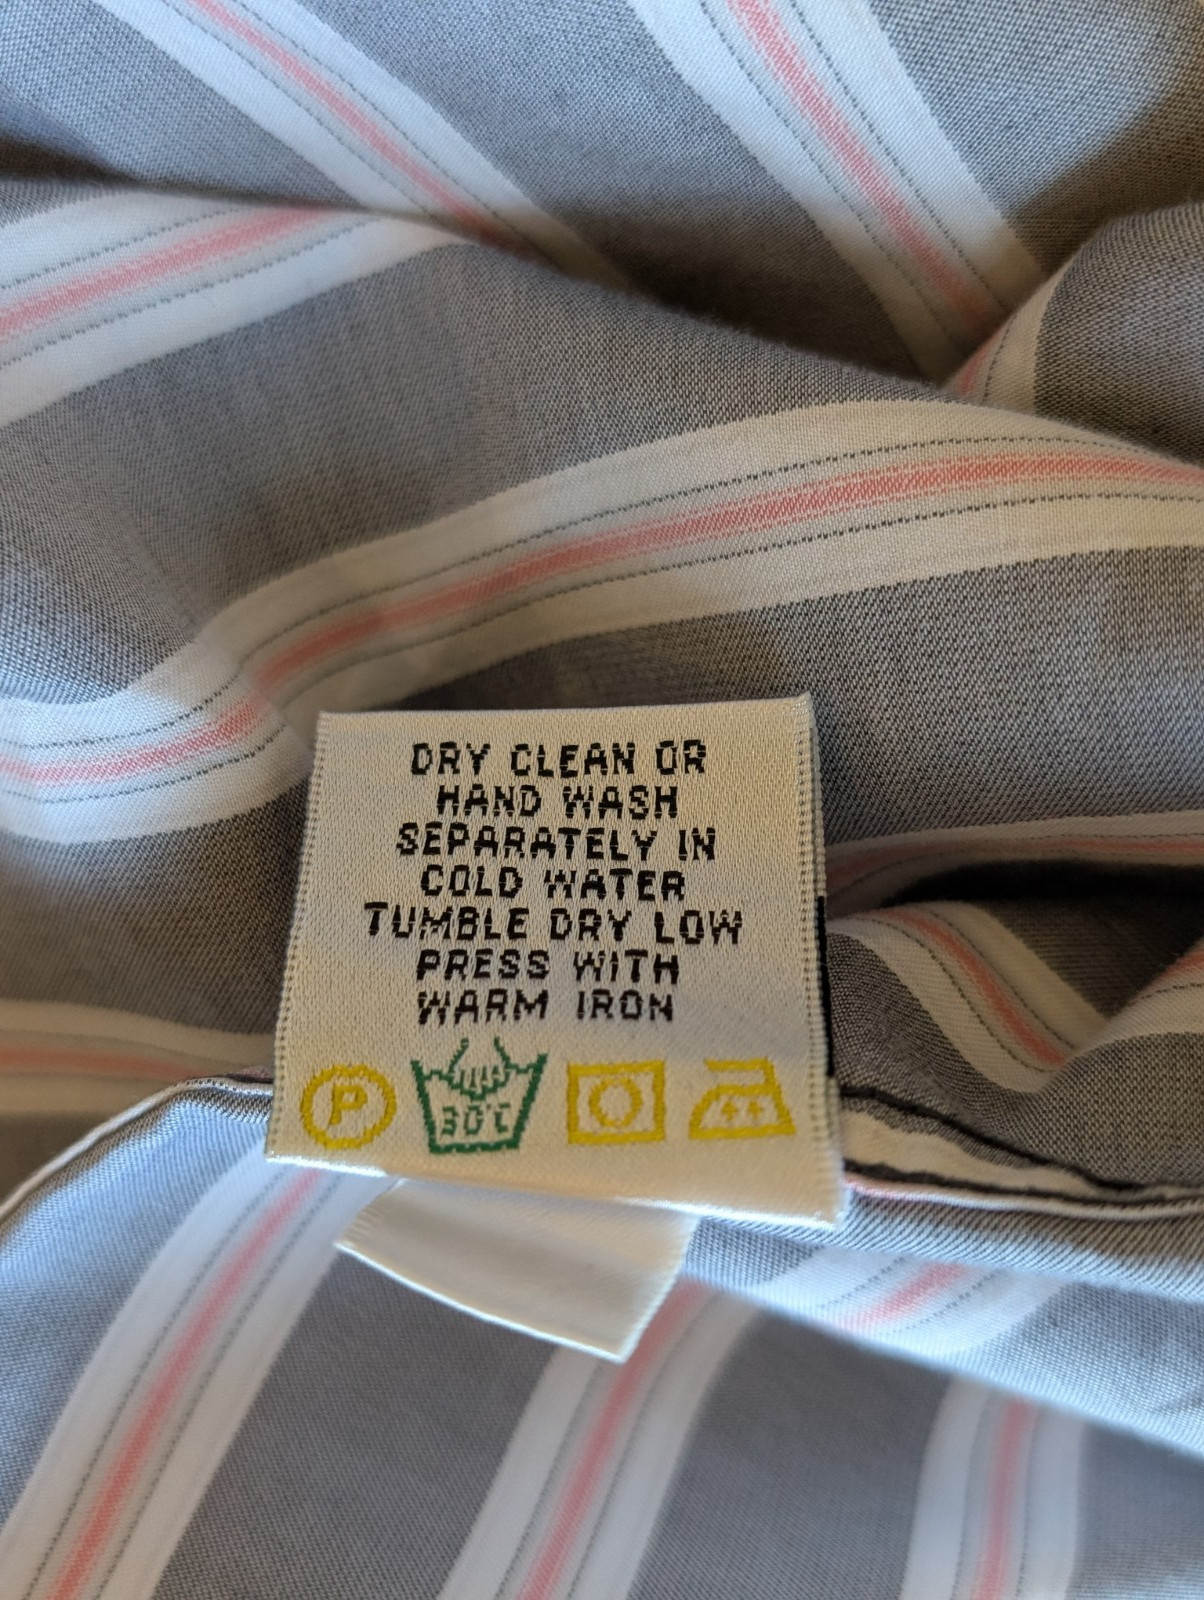 DRY CLEAN OR
HAND WASH
SEPARATELY IN
COLD WATER
TUMBLE DRY LOW
PRESS WITH
WARM IRON
P 30°C